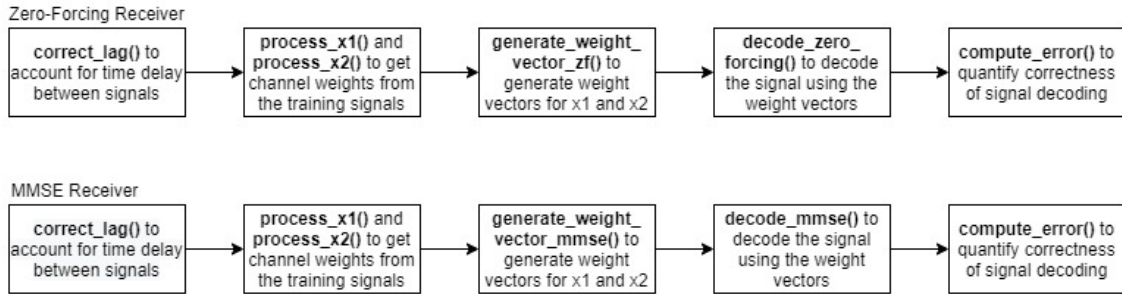 Zero-Forcing Receiver
correct_lag() to
account for time delay
between signals
process_x1() and
process_x2() to get
channel weights from
the training signals
generate_weight_
vector_zf() to
generate weight
vectors for x1 and x2
decode_zero_
forcing() to decode
the signal using the
weight vectors
compute_error() to
quantify correctness
of signal decoding
MMSE Receiver
correct_lag() to
account for time delay
between signals
process_x1() and
process_x2() to get
channel weights from
the training signals
generate_weight_
vector_mmse() to
generate weight
vectors for x1 and x2
decode_mmse() to
decode the signal
using the weight
vectors
compute_error() to
quantify correctness
of signal decoding